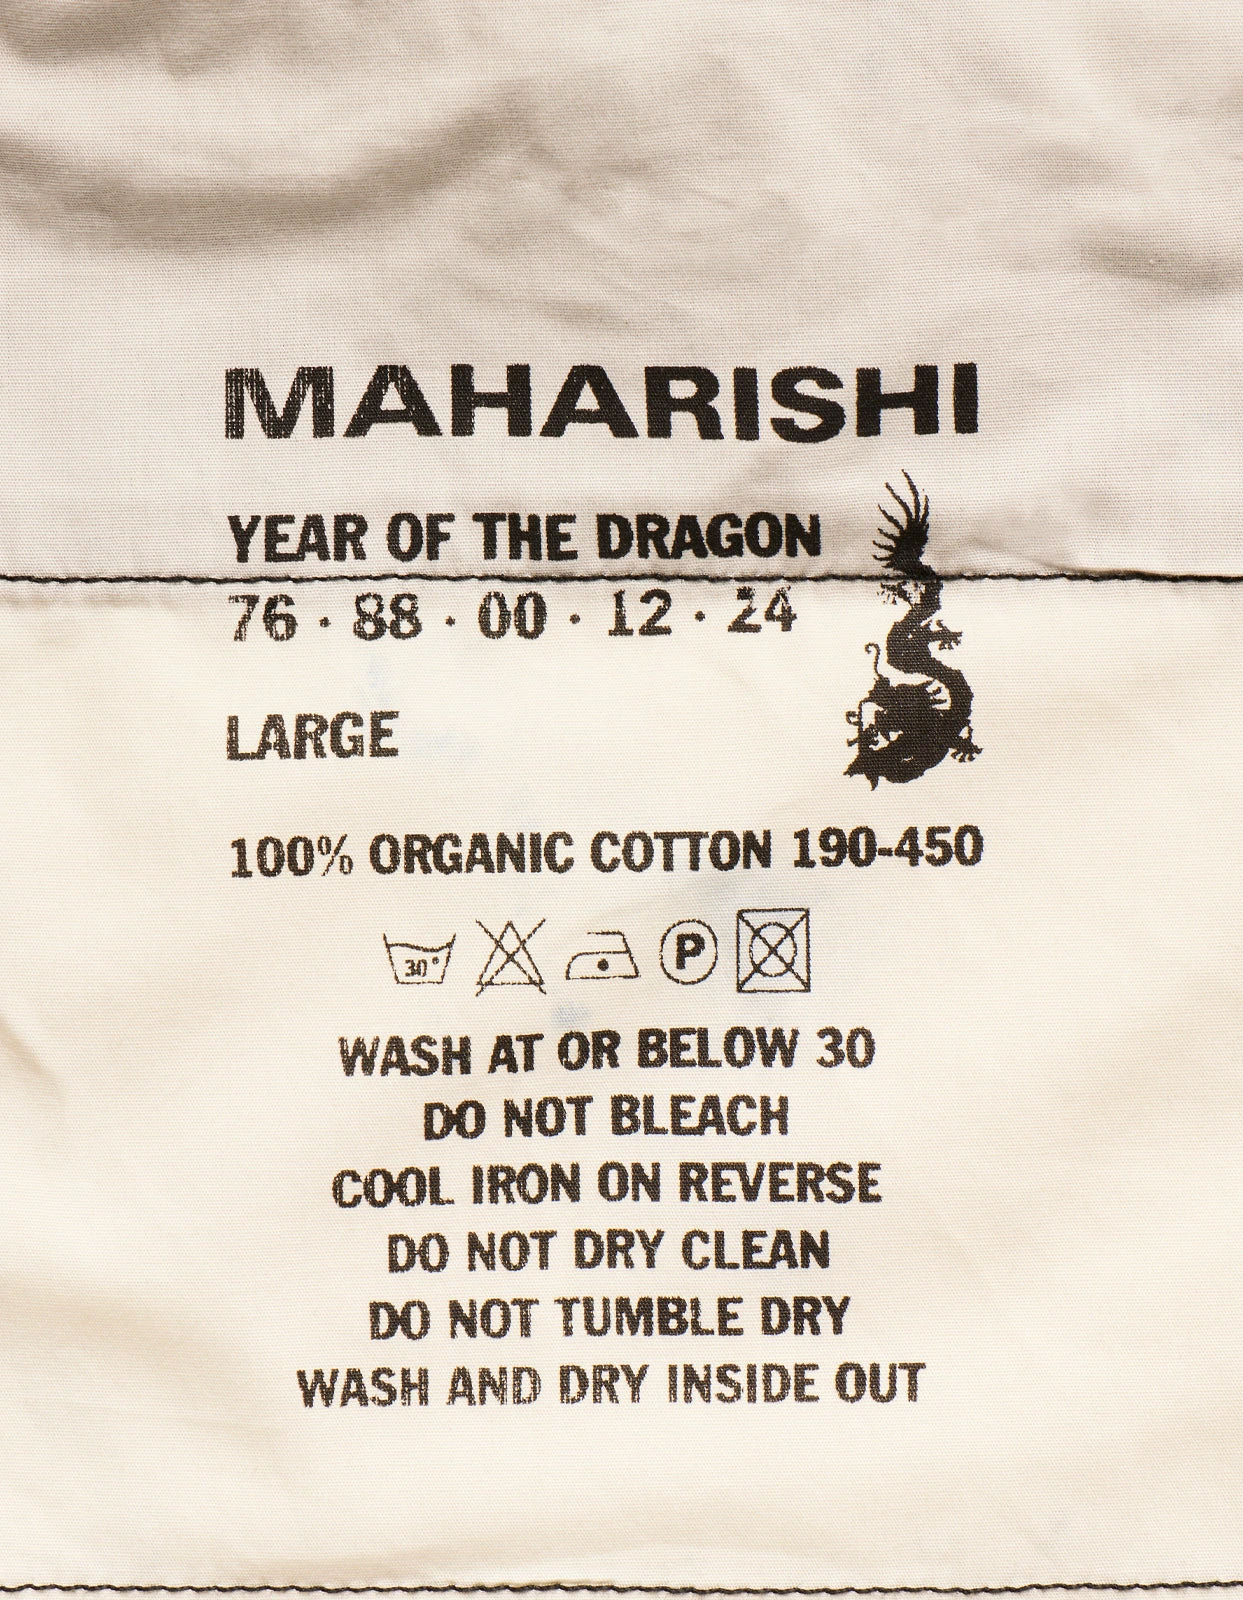 MAHARISHI
YEAR OF THE DRAGON
76 · 88 · 00 · 12 · 24
LARGE
100% ORGANIC COTTON 190-450
30° P
WASH AT OR BELOW 30
DO NOT BLEACH
COOL IRON ON REVERSE
DO NOT DRY CLEAN
DO NOT TUMBLE DRY
WASH AND DRY INSIDE OUT